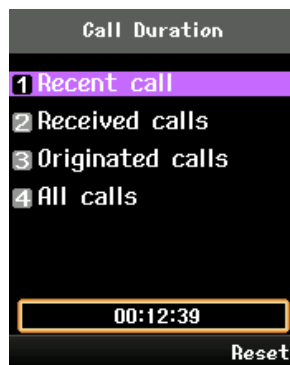 Call Duration
1 Recent call
2 Received calls
3 Originated calls
4 All calls
00:12:39
Reset